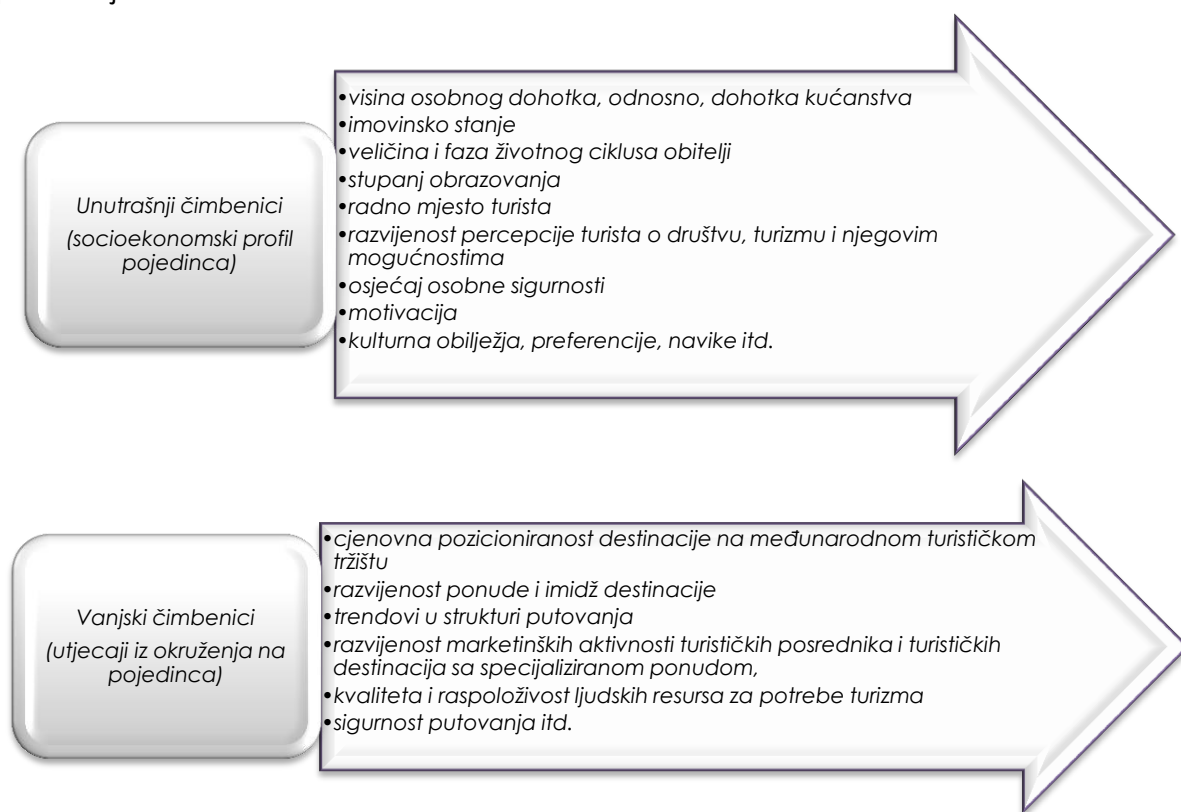 Unutrašnji čimbenici
(socioekonomski profil
pojedinca)
•visina osobnog dohotka, odnosno, dohotka kućanstva
•imovinsko stanje
•veličina i faza životnog ciklusa obitelji
•stupanj obrazovanja
•radno mjesto turista
•razvijenost percepcije turista o društvu, turizmu i njegovim
mogućnostima
•osjećaj osobne sigurnosti
•motivacija
•kulturna obilježja, preferencije, navike itd.
Vanjski čimbenici
(utjecaji iz okruženja na
pojedinca)
•cjenovna pozicioniranost destinacije na međunarodnom turističkom
tržištu
•razvijenost ponude i imidž destinacije
•trendovi u strukturi putovanja
•razvijenost marketinških aktivnosti turističkih posrednika i turističkih
destinacija sa specijaliziranom ponudom,
•kvaliteta i raspoloživost ljudskih resursa za potrebe turizma
•sigurnost putovanja itd.